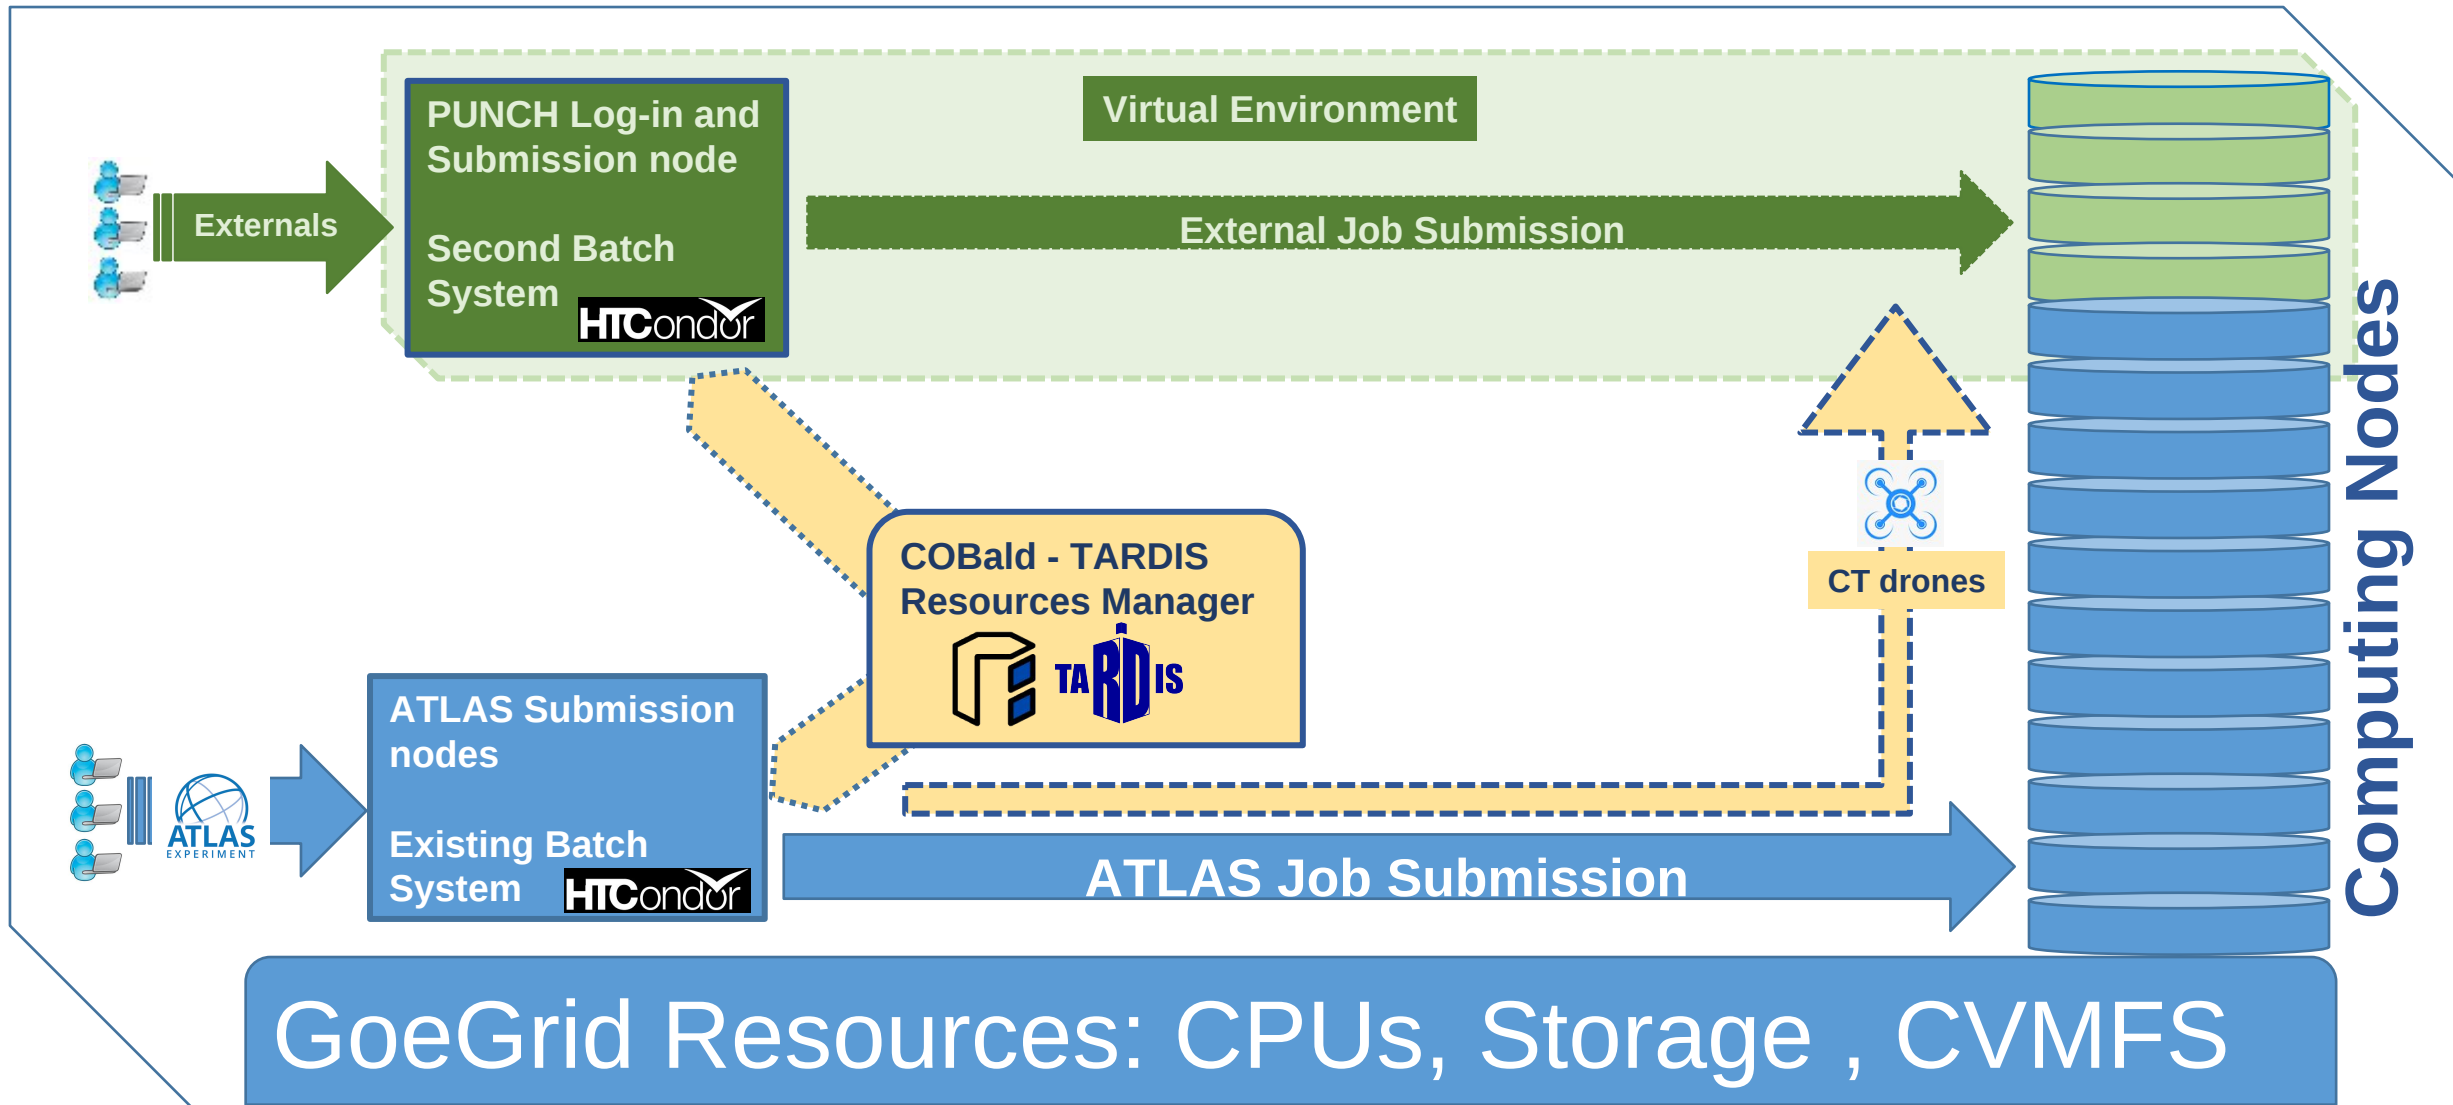 PUNCH Log-in and
Submission node
Second Batch
System
HTCondor
Virtual Environment
Externals
External Job Submission
COBald - TARDIS
Resources Manager
TARDIS
CT drones
Computing Nodes
ATLAS Submission
nodes
Existing Batch
System
HTCondor
ATLAS
EXPERIMENT
ATLAS Job Submission
GoeGrid Resources: CPUs, Storage , CVMFS